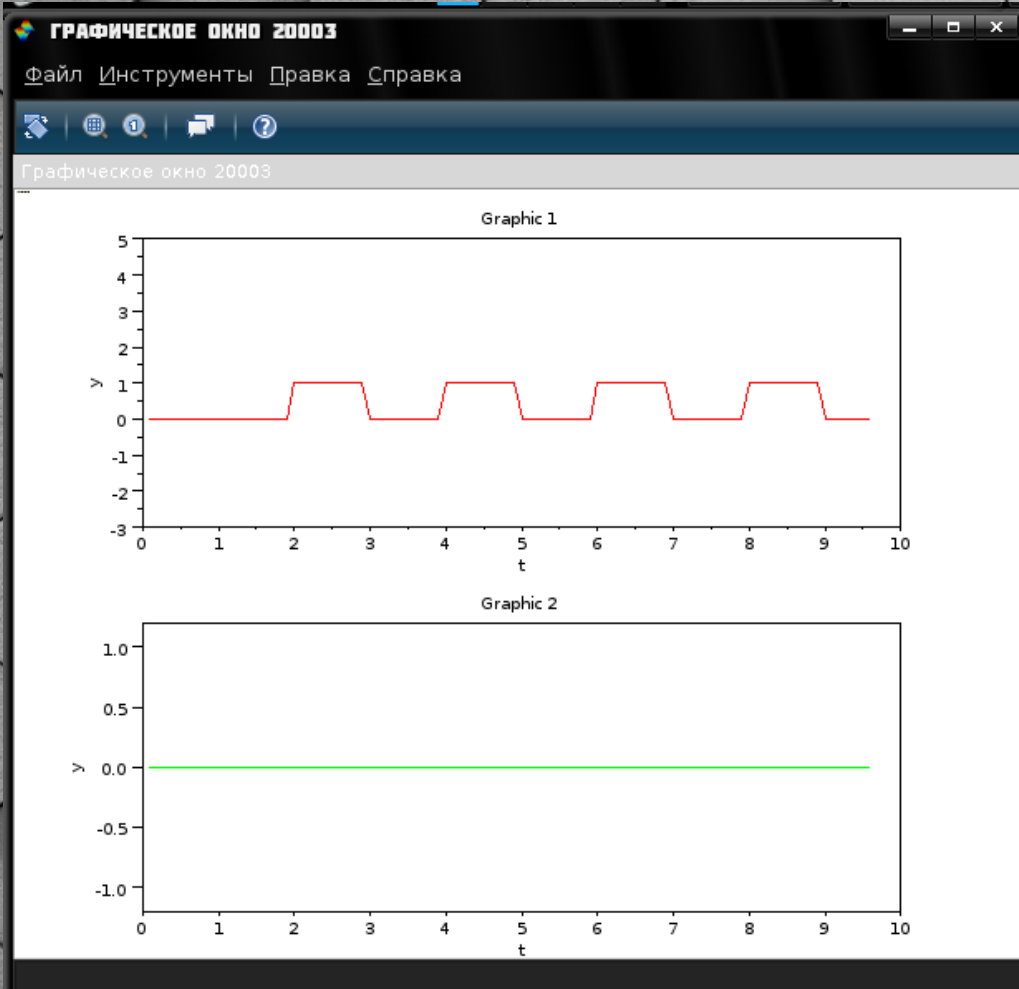 ГРАФИЧЕСКОЕ ОКНО 20003
Файл Инструменты Правка Справка
Графическое окно 20003
Graphic 1
5
4
3
2
1
0
-1
-2
-3
y
0 1 2 3 4 5 6 7 8 9 10
t
Graphic 2
1.0
0.5
0.0
-0.5
-1.0
y
0 1 2 3 4 5 6 7 8 9 10
t